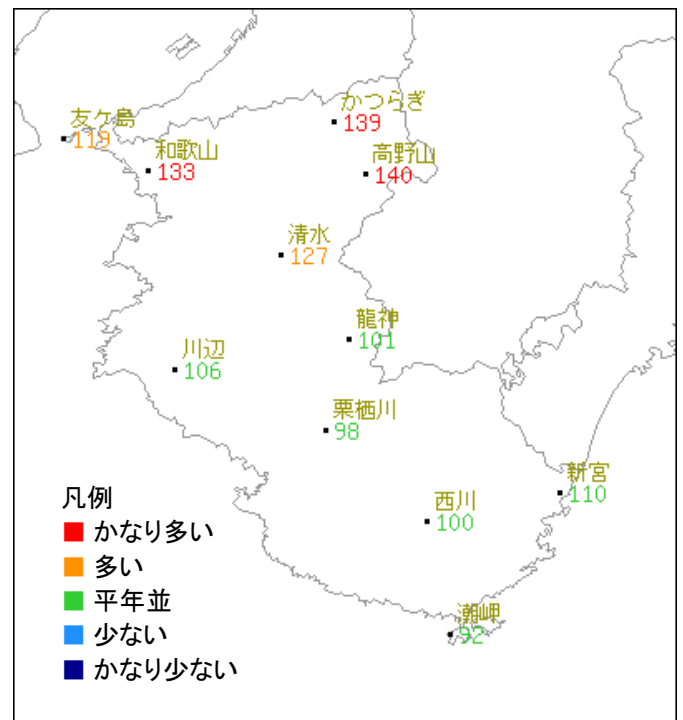 かつらぎ
139
友ケ島
119
和歌山
133
高野山
140
清水
127
龍神
101
川辺
106
栗栖川
98
新宮
110
西川
100
潮岬
92
凡例
かなり多い
多い
平年並
少ない
かなり少ない